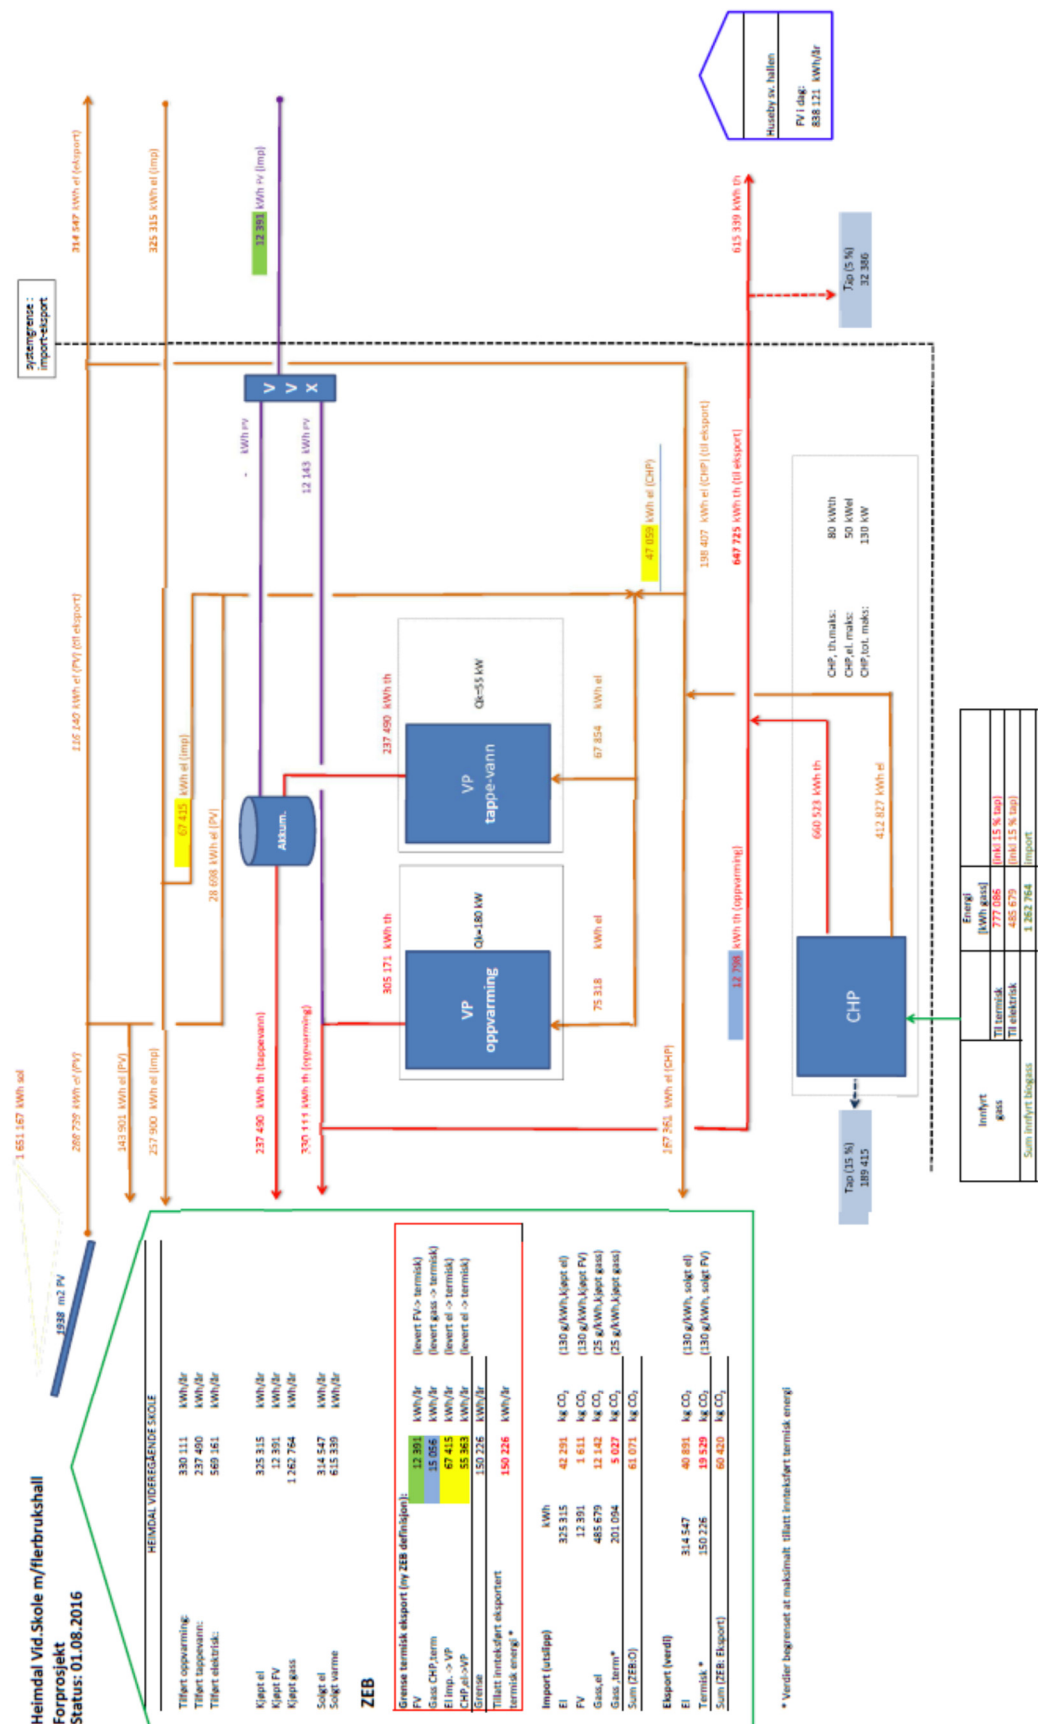 Heimdal Vid.Skole m/flerbrukshall
Forprosjekt
Status: 01.08.2016
1 651 167 kWh sol
1938 m2 PV
288 739 kWh el (PV)
116 140 kWh el (PV) (til eksport)
314 547 kWh el (eksport)
systemgrense :
import-eksport
143 901 kWh el (PV)
257 900 kWh el (imp)
67 415 kWh el (imp)
28 698 kWh el (PV)
325 315 kWh el (imp)
12 391 kWh FV (imp)
V V X
- kWh FV
12 143 kWh FV
Akkum.
237 490 kWh th (tappevann)
330 111 kWh th (oppvarming)
305 171 kWh th
237 490 kWh th
VP
oppvarming
Qk=180 kW
VP
tappe-vann
Qk=55 kW
75 318 kWh el
67 854 kWh el
47 059 kWh el (CHP)
267 361 kWh el (CHP)
198 407 kWh el (CHP) (til eksport)
12 798 kWh th (oppvarming)
647 725 kWh th (til eksport)
615 339 kWh th
Tap (5 %)
32 386
Huseby sv. hallen
FV i dag:
838 121 kWh/år
660 523 kWh th
412 827 kWh el
CHP
CHP, th.maks: 80 kWth
CHP,el. maks: 50 kWel
CHP,tot. maks: 130 kW
Tap (15 %)
189 415
Innfyrt gass
Energi [kWh gass]
Til termisk 777 086 (inkl 15 % tap)
Til elektrisk 485 679 (inkl 15 % tap)
Sum innfyrt biogass 1 262 764 import
HEIMDAL VIDEREGÅENDE SKOLE
Tilført oppvarming: 330 111 kWh/år
Tilført tappevann: 237 490 kWh/år
Tilført elektrisk: 569 161 kWh/år
Kjøpt el 325 315 kWh/år
Kjøpt FV 12 391 kWh/år
Kjøpt gass 1 262 764 kWh/år
Solgt el 314 547 kWh/år
Solgt varme 615 339 kWh/år
ZEB
Grense termisk eksport (ny ZEB definisjon):
FV 12 391 kWh/år (levert FV-> termisk)
Gass CHP,term 15 056 kWh/år (levert gass -> termisk)
El imp. -> VP 67 415 kWh/år (levert el -> termisk)
CHP,el->VP 55 363 kWh/år (levert el -> termisk)
Grense 150 226 kWh/år
Tillatt innteksført eksportert
termisk energi * 150 226 kWh/år
Import (utslipp) kWh
El 325 315 42 291 kg CO2 (130 g/kWh,kjøpt el)
FV 12 391 1 611 kg CO2 (130 g/kWh,kjøpt FV)
Gass,el 485 679 12 142 kg CO2 (25 g/kWh,kjøpt gass)
Gass ,term* 201 094 5 027 kg CO2 (25 g/kWh,kjøpt gass)
Sum (ZEB:O) 61 071 kg CO2
Eksport (verdi)
El 314 547 40 891 kg CO2 (130 g/kWh, solgt el)
Termisk * 150 226 19 529 kg CO2 (130 g/kWh, solgt FV)
Sum (ZEB: Eksport) 60 420 kg CO2
* Verdier begrenset at maksimalt tillatt innteksført termisk energi